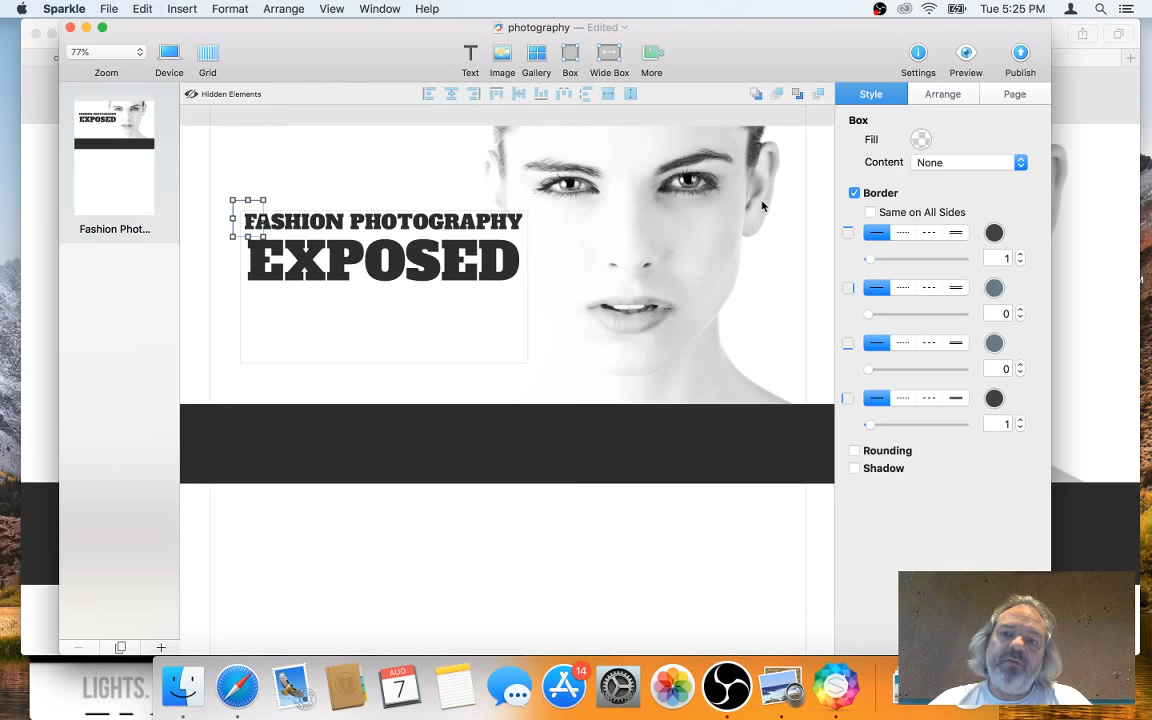 Sparkle File Edit Insert Format Arrange View Window Help Tue 5:25 PM
photography — Edited
77%
Zoom Device Grid Text Image Gallery Box Wide Box More Settings Preview Publish
Hidden Elements
Style Arrange Page
FASHION PHOTOGRAPHY
EXPOSED
Fashion Phot...
FASHION PHOTOGRAPHY
EXPOSED
Box
Fill
Content None
Border
Same on All Sides
1
0
0
1
Rounding
Shadow
LIGHTS.
AUG
7
14